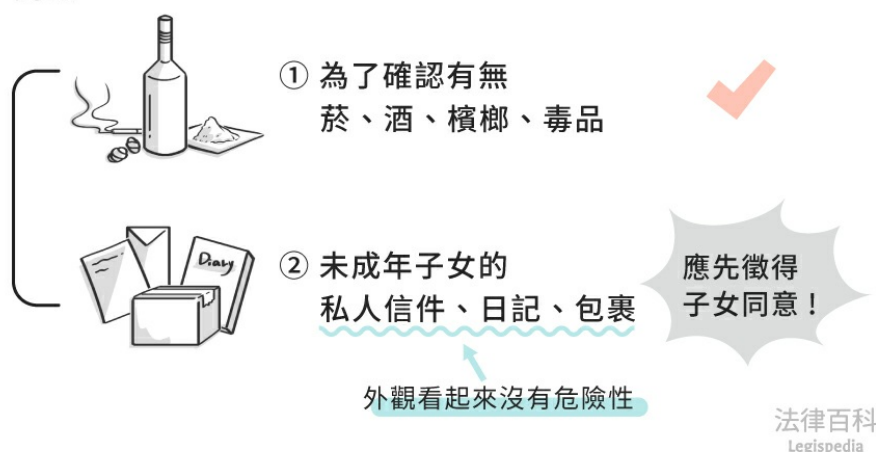 ① 為了確認有無
菸、酒、檳榔、毒品
Diary
② 未成年子女的
私人信件、日記、包裹
應先徵得
子女同意！
外觀看起來沒有危險性
法律百科
Legispedia